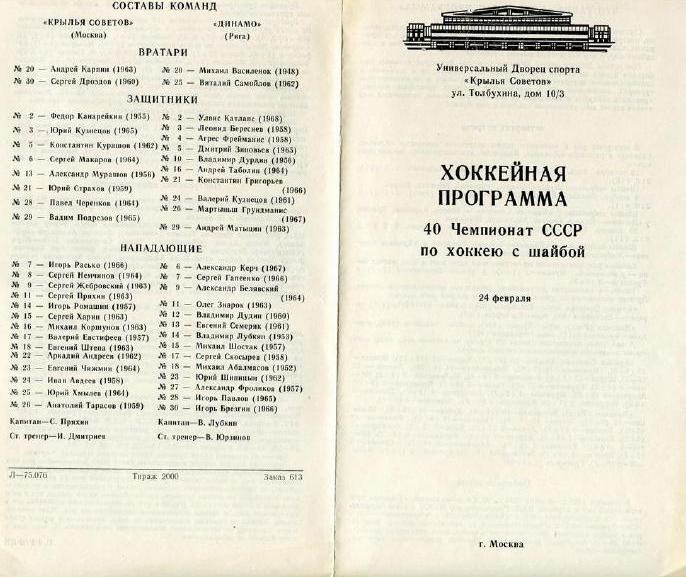 СОСТАВЫ КОМАНД
«КРЫЛЬЯ СОВЕТОВ»
(Москва)
«ДИНАМО»
(Рига)
ВРАТАРИ
№ 20 — Андрей Карпин (1963)
№ 30 — Сергей Дроздов (1960)
№ 20 — Михаил Василенок (1948)
№ 25 — Виталий Самойлов (1962)
ЗАЩИТНИКИ
№ 2 — Федор Канарейкин (1955)
№ 3 — Юрий Кузнецов (1965)
№ 5 — Константин Курашов (1962)
№ 6 — Сергей Макаров (1964)
№ 13 — Александр Мурашов (1956)
№ 21 — Юрий Страхов (1959)
№ 28 — Павел Черенков (1964)
№ 29 — Вадим Подрезов (1965)
№ 2 — Улвис Катлапс (1968)
№ 3 — Леонид Береснев (1958)
№ 4 — Агрес Фрейманис (1958)
№ 5 — Дмитрий Зиновьев (1965)
№ 10 — Владимир Дурдин (1956)
№ 16 — Андрей Таболин (1964)
№ 21 — Константин Григорьев
(1966)
№ 24 — Валерий Кузнецов (1961)
№ 26 — Мартыньш Грундманис
(1967)
№ 29 — Андрей Матыцин (1963)
НАПАДАЮЩИЕ
№ 7 — Игорь Расько (1966)
№ 8 — Сергей Немчинов (1964)
№ 9 — Сергей Жебровский (1963)
№ 11 — Сергей Пряхин (1963)
№ 14 — Игорь Ромашин (1957)
№ 15 — Сергей Харин (1963)
№ 16 — Михаил Коршунов (1963)
№ 17 — Валерий Евстифеев (1957)
№ 18 — Евгений Штепа (1963)
№ 22 — Аркадий Андреев (1962)
№ 23 — Евгений Чижмин (1964)
№ 24 — Иван Авдеев (1958)
№ 25 — Юрий Хмылев (1964)
№ 26 — Анатолий Тарасов (1959)
Капитан—С. Пряхин
Ст. тренер—И. Дмитриев
№ 6 — Александр Керч (1967)
№ 7 — Сергей Гапеенко (1966)
№ 9 — Александр Белявский
(1964)
№ 11 — Олег Знарок (1963)
№ 12 — Владимир Дудин (1960)
№ 13 — Евгений Семеряк (1961)
№ 14 — Владимир Лубкин (1953)
№ 15 — Михаил Шостак (1957)
№ 17 — Сергей Скосырев (1958)
№ 18 — Михаил Абалмасов (1952)
№ 23 — Юрий Шипицын (1962)
№ 27 — Александр Фроликов (1957)
№ 28 — Игорь Павлов (1965)
№ 30 — Игорь Брезгин (1966)
Капитан—В. Лубкин
Ст. тренер—В. Юрзинов
Л—75.076
Тираж 2000
Заказ 613
Универсальный Дворец спорта
«Крылья Советов»
ул. Толбухина, дом 10/3
ХОККЕЙНАЯ
ПРОГРАММА
40 Чемпионат СССР
по хоккею с шайбой
24 февраля
г. Москва